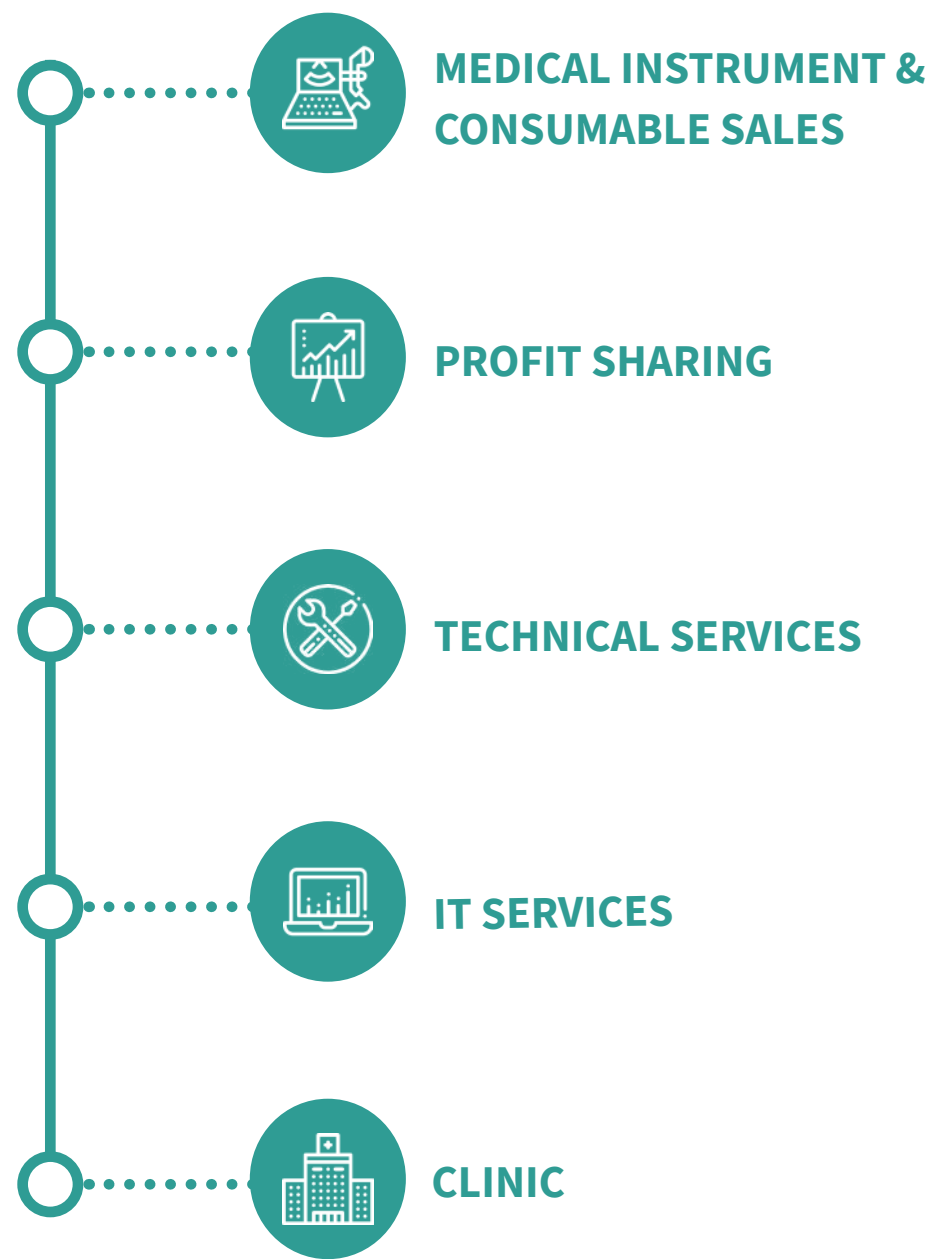 MEDICAL INSTRUMENT &
CONSUMABLE SALES
PROFIT SHARING
TECHNICAL SERVICES
IT SERVICES
CLINIC